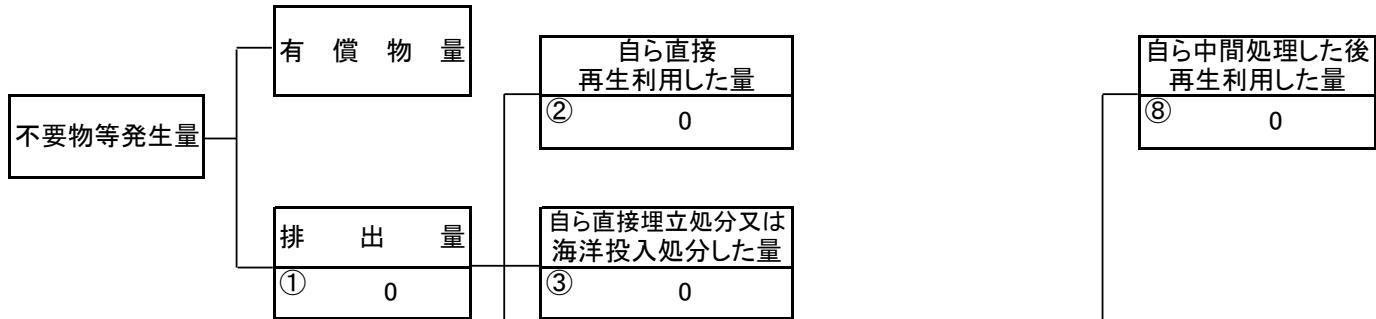 有償物量
自ら直接
再生利用した量
② 0
自ら中間処理した後
再生利用した量
⑧ 0
不要物等発生量
排出量
① 0
自ら直接埋立処分又は
海洋投入処分した量
③ 0